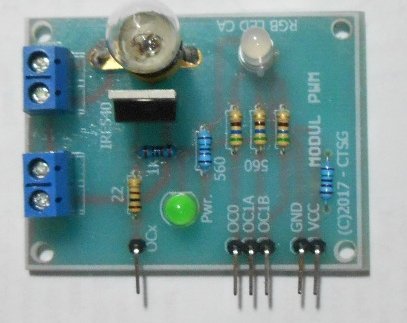 RGB LED CA
IRF540
1k
560
560
22
Pwr.
OCx
OC0
OC1A
OC1B
GND
VCC
MODUL PWM
(C)2017 - CTSG